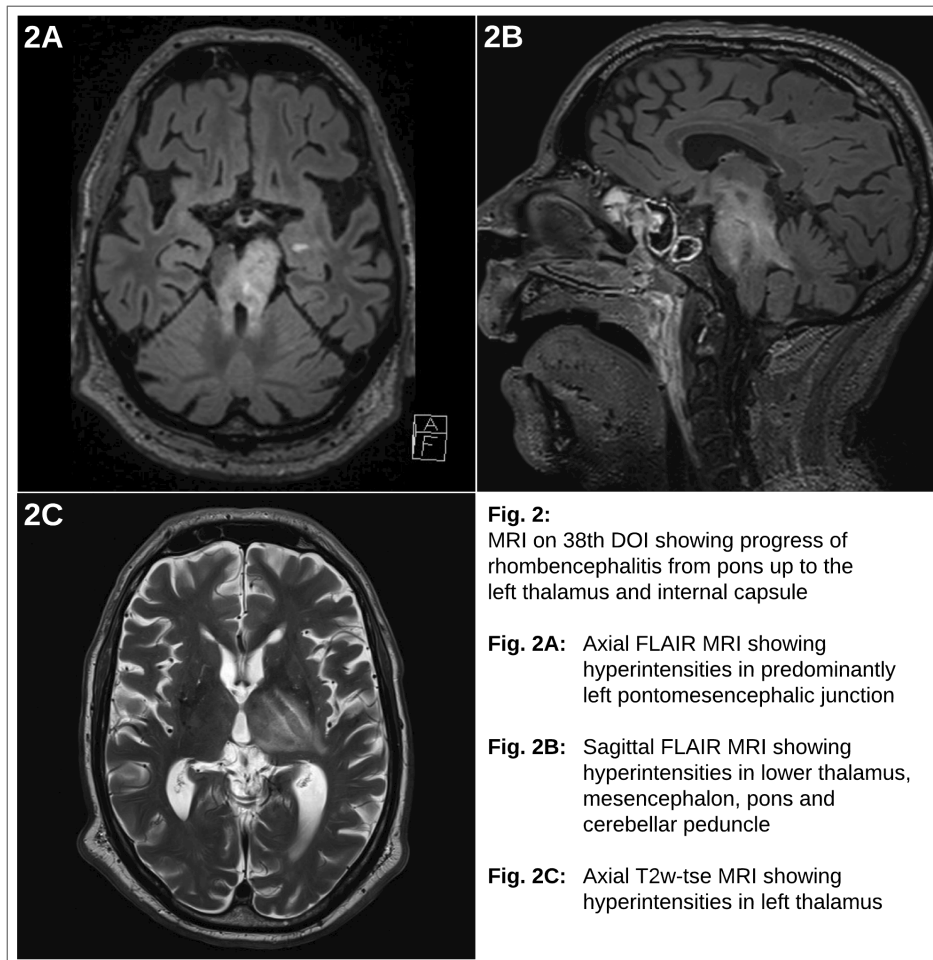 2A
2B
A
F
2C
Fig. 2:
MRI on 38th DOI showing progress of
rhombencephalitis from pons up to the
left thalamus and internal capsule
Fig. 2A: Axial FLAIR MRI showing
hyperintensities in predominantly
left pontomesencephalic junction
Fig. 2B: Sagittal FLAIR MRI showing
hyperintensities in lower thalamus,
mesencephalon, pons and
cerebellar peduncle
Fig. 2C: Axial T2w-tse MRI showing
hyperintensities in left thalamus